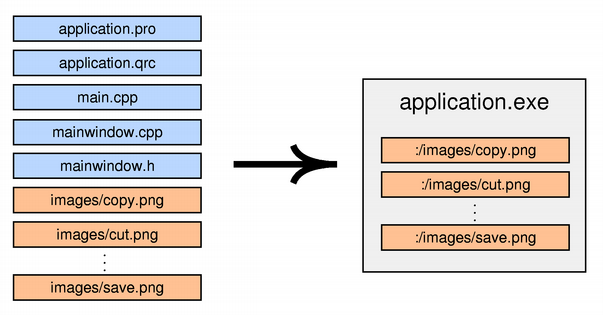 application.pro
application.qrc
main.cpp
mainwindow.cpp
mainwindow.h
images/copy.png
images/cut.png
images/save.png
application.exe
:/images/copy.png
:/images/cut.png
:/images/save.png